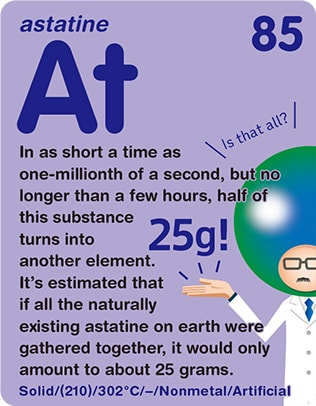 astatine
85
At
Is that all?
In as short a time as
one-millionth of a second, but no
longer than a few hours, half of
this substance
turns into
another element.
25g!
It's estimated that
if all the naturally
existing astatine on earth were
gathered together, it would only
amount to about 25 grams.
Solid/(210)/302°C/–/Nonmetal/Artificial